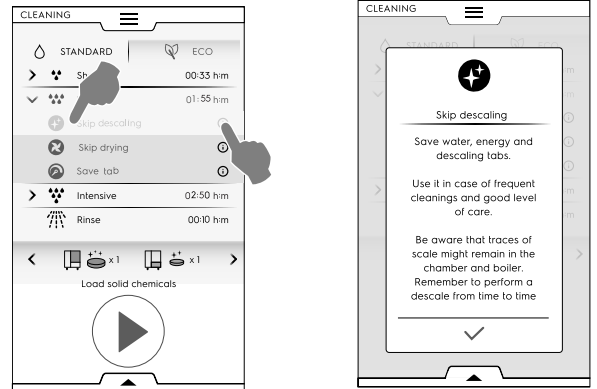 CLEANING
STANDARD
ECO
00:33 h:m
01:55 h:m
Skip descaling
Skip drying
Save tab
Intensive
02:50 h:m
Rinse
00:10 h:m
x 1
x 1
Load solid chemicals
CLEANING
Skip descaling
Save water, energy and
descaling tabs.
Use it in case of frequent
cleanings and good level
of care.
Be aware that traces of
scale might remain in the
chamber and boiler.
Remember to perform a
descale from time to time